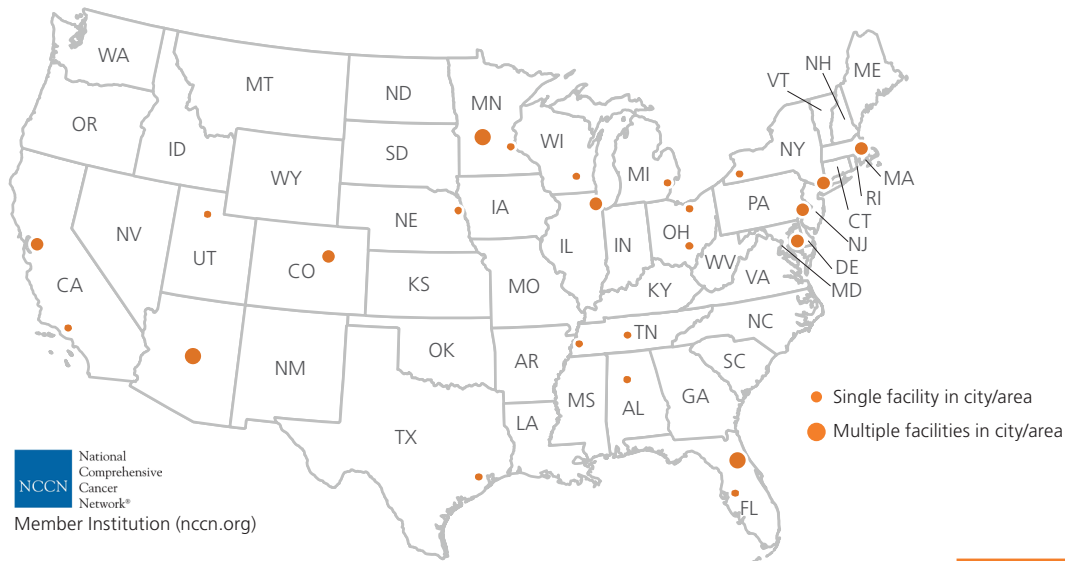 WA
MT
ND
MN
VT
NH
ME
OR
ID
SD
WI
MI
NY
MA
WY
RI
IA
PA
CT
NE
NV
UT
IL
IN
OH
NJ
CO
WV
DE
CA
KS
MO
VA
MD
KY
NC
TN
OK
AR
SC
NM
MS
AL
GA
LA
TX
FL
Single facility in city/area
Multiple facilities in city/area
NCCN
National
Comprehensive
Cancer
Network®
Member Institution (nccn.org)